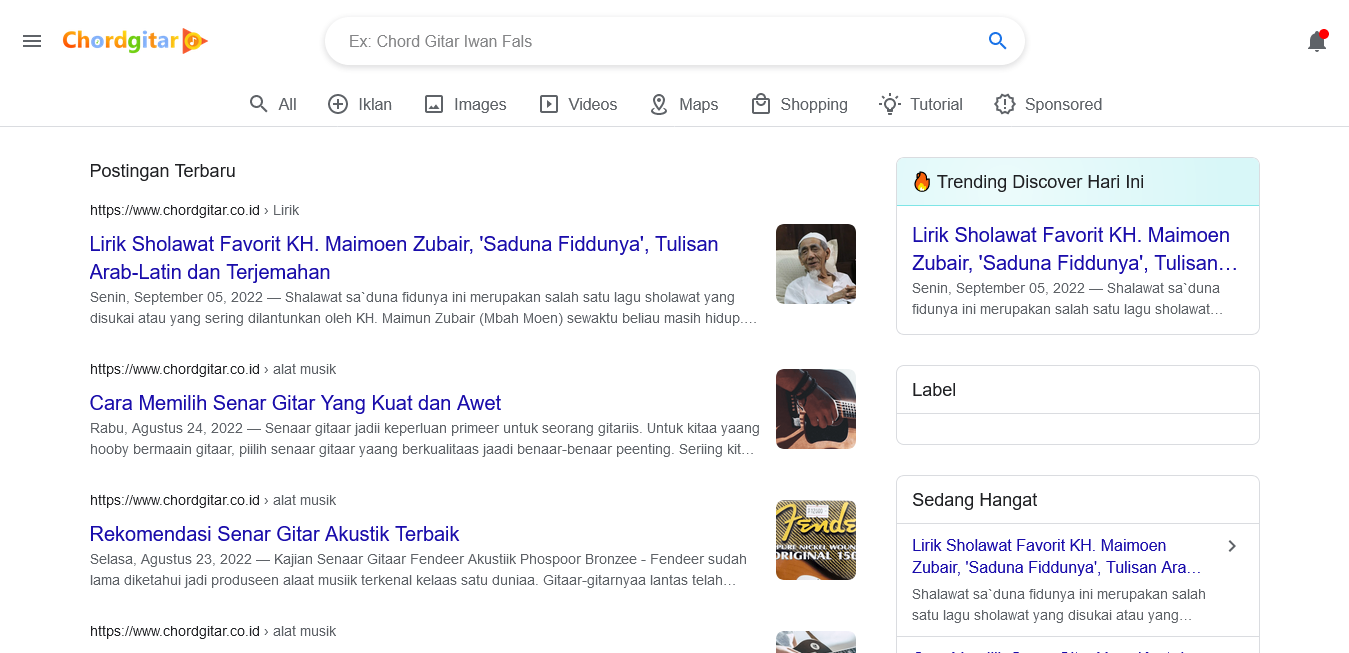 Chordgitar
Ex: Chord Gitar Iwan Fals
All
Iklan
Images
Videos
Maps
Shopping
Tutorial
Sponsored
Postingan Terbaru
https://www.chordgitar.co.id › Lirik
Lirik Sholawat Favorit KH. Maimoen Zubair, 'Saduna Fiddunya', Tulisan
Arab-Latin dan Terjemahan
Senin, September 05, 2022 — Shalawat sa`duna fidunya ini merupakan salah satu lagu sholawat yang
disukai atau yang sering dilantunkan oleh KH. Maimun Zubair (Mbah Moen) sewaktu beliau masih hidup.…
https://www.chordgitar.co.id › alat musik
Cara Memilih Senar Gitar Yang Kuat dan Awet
Rabu, Agustus 24, 2022 — Senaar gitaar jadii keperluan primeer untuk seorang gitariis. Untuk kitaa yaang
hooby bermaain gitaar, piilih senaar gitaar yaang berkualitaas jaadi benaar-benaar peenting. Seriing kit…
https://www.chordgitar.co.id › alat musik
Rekomendasi Senar Gitar Akustik Terbaik
Selasa, Agustus 23, 2022 — Kajian Senaar Gitaar Fendeer Akustiik Phospoor Bronzee - Fendeer sudah
lama diketahui jadi produseen alaat musiik terkenal kelaas satu duniaa. Gitaar-gitarnyaa lantas telah…
Fende
PURE NICKEL WOUN
ORIGINAL 150
https://www.chordgitar.co.id › alat musik
Trending Discover Hari Ini
Lirik Sholawat Favorit KH. Maimoen
Zubair, 'Saduna Fiddunya', Tulisan…
Senin, September 05, 2022 — Shalawat sa`duna
fidunya ini merupakan salah satu lagu sholawat…
Label
Sedang Hangat
Lirik Sholawat Favorit KH. Maimoen
Zubair, 'Saduna Fiddunya', Tulisan Ara…
Shalawat sa`duna fidunya ini merupakan salah
satu lagu sholawat yang disukai atau yang…